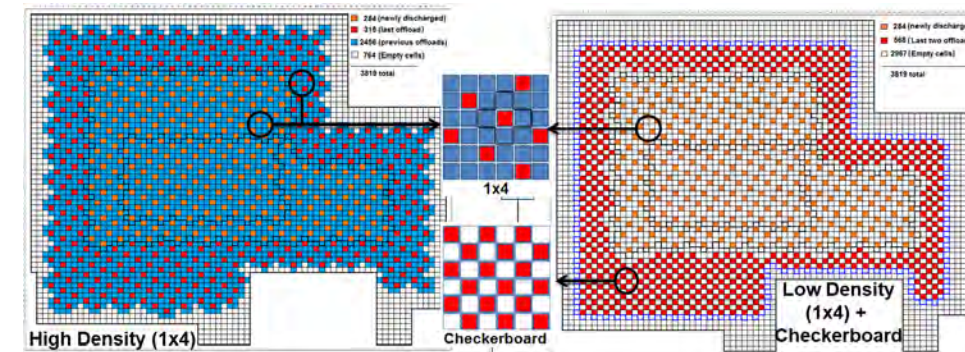 284 (newly discharged)
316 (last offload)
2456 (previous offloads)
764 (Empty cells)
3819 total
High Density (1x4)
1x4
Checkerboard
284 (newly discharged
568 (Last two offload
2967 (Empty cells)
3819 total
Low Density
(1x4) +
Checkerboard